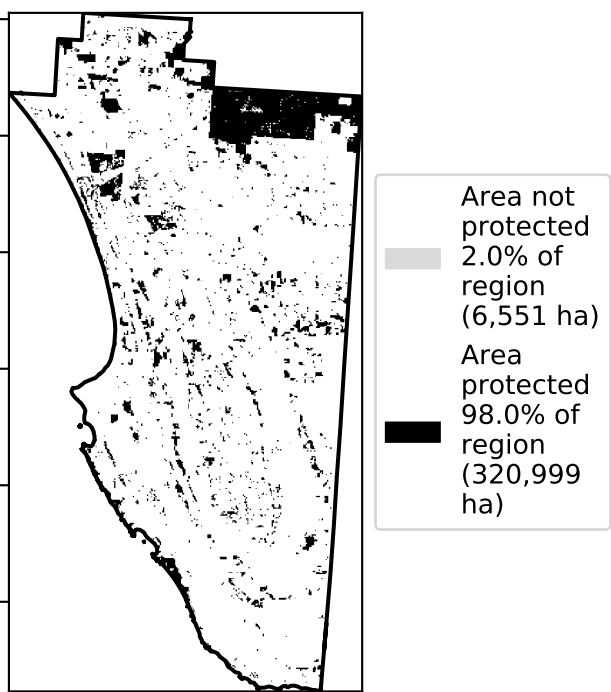 Area not
protected
2.0% of
region
(6,551 ha)
Area
protected
98.0% of
region
(320,999
ha)